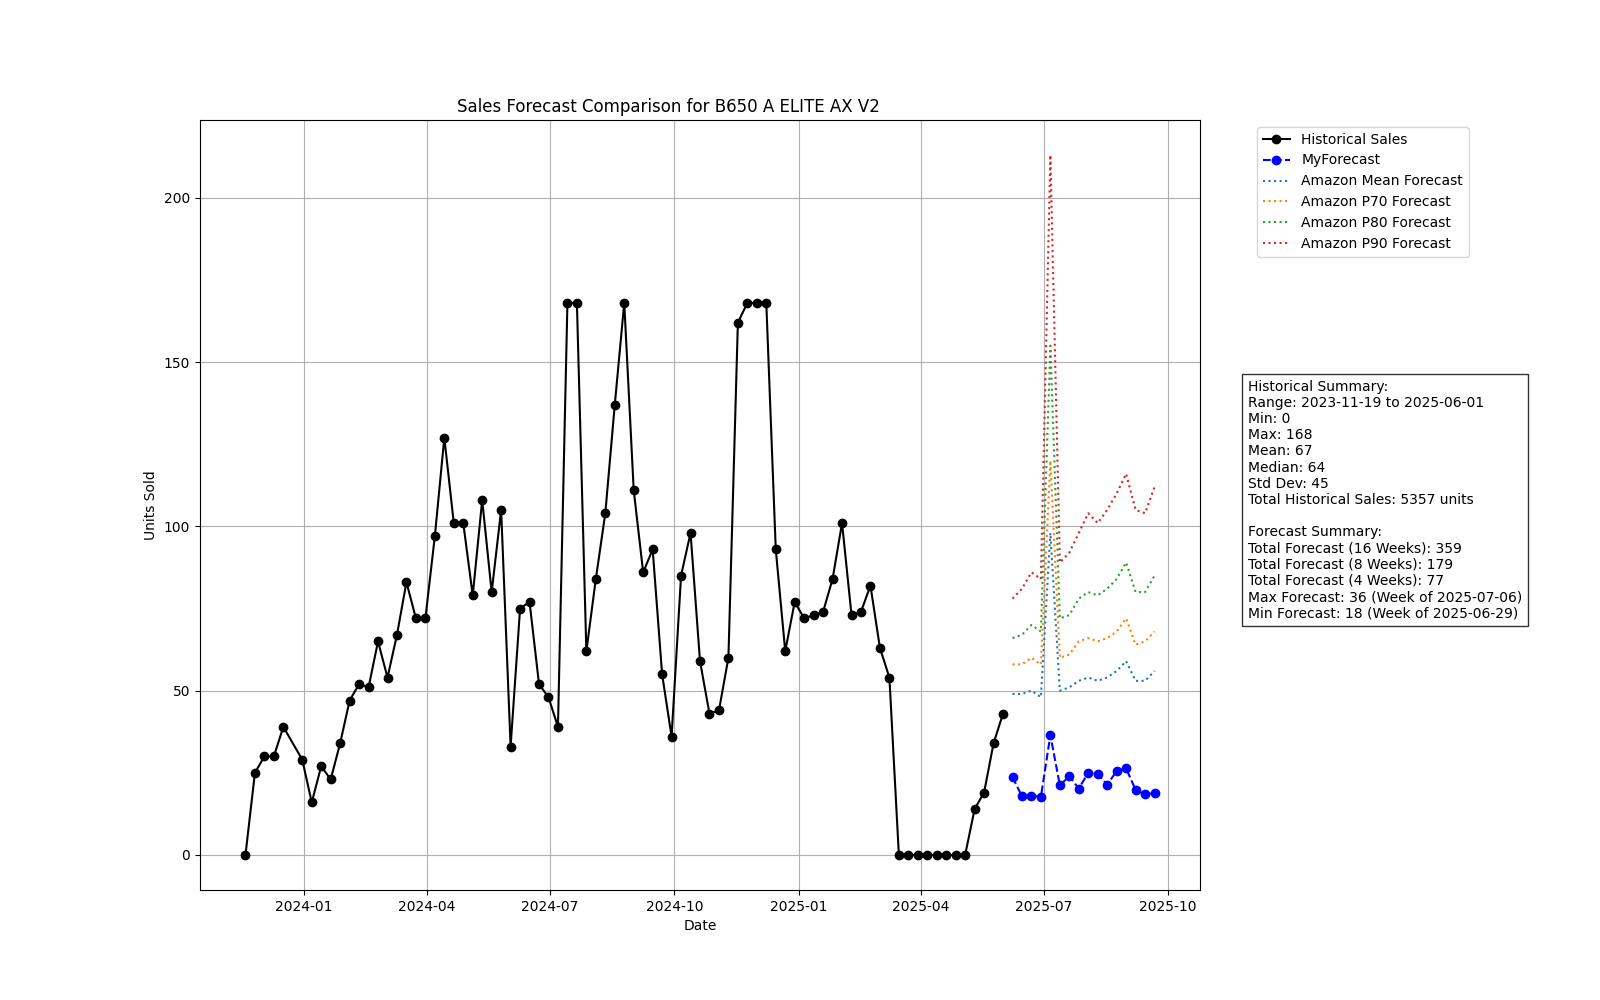 Sales Forecast Comparison for B650 A ELITE AX V2
Historical Sales
MyForecast
Amazon Mean Forecast
Amazon P70 Forecast
Amazon P80 Forecast
Amazon P90 Forecast
200
150
100
50
0
Units Sold
2024-01
2024-04
2024-07
2024-10
2025-01
2025-04
2025-07
2025-10
Date
Historical Summary:
Range: 2023-11-19 to 2025-06-01
Min: 0
Max: 168
Mean: 67
Median: 64
Std Dev: 45
Total Historical Sales: 5357 units
Forecast Summary:
Total Forecast (16 Weeks): 359
Total Forecast (8 Weeks): 179
Total Forecast (4 Weeks): 77
Max Forecast: 36 (Week of 2025-07-06)
Min Forecast: 18 (Week of 2025-06-29)